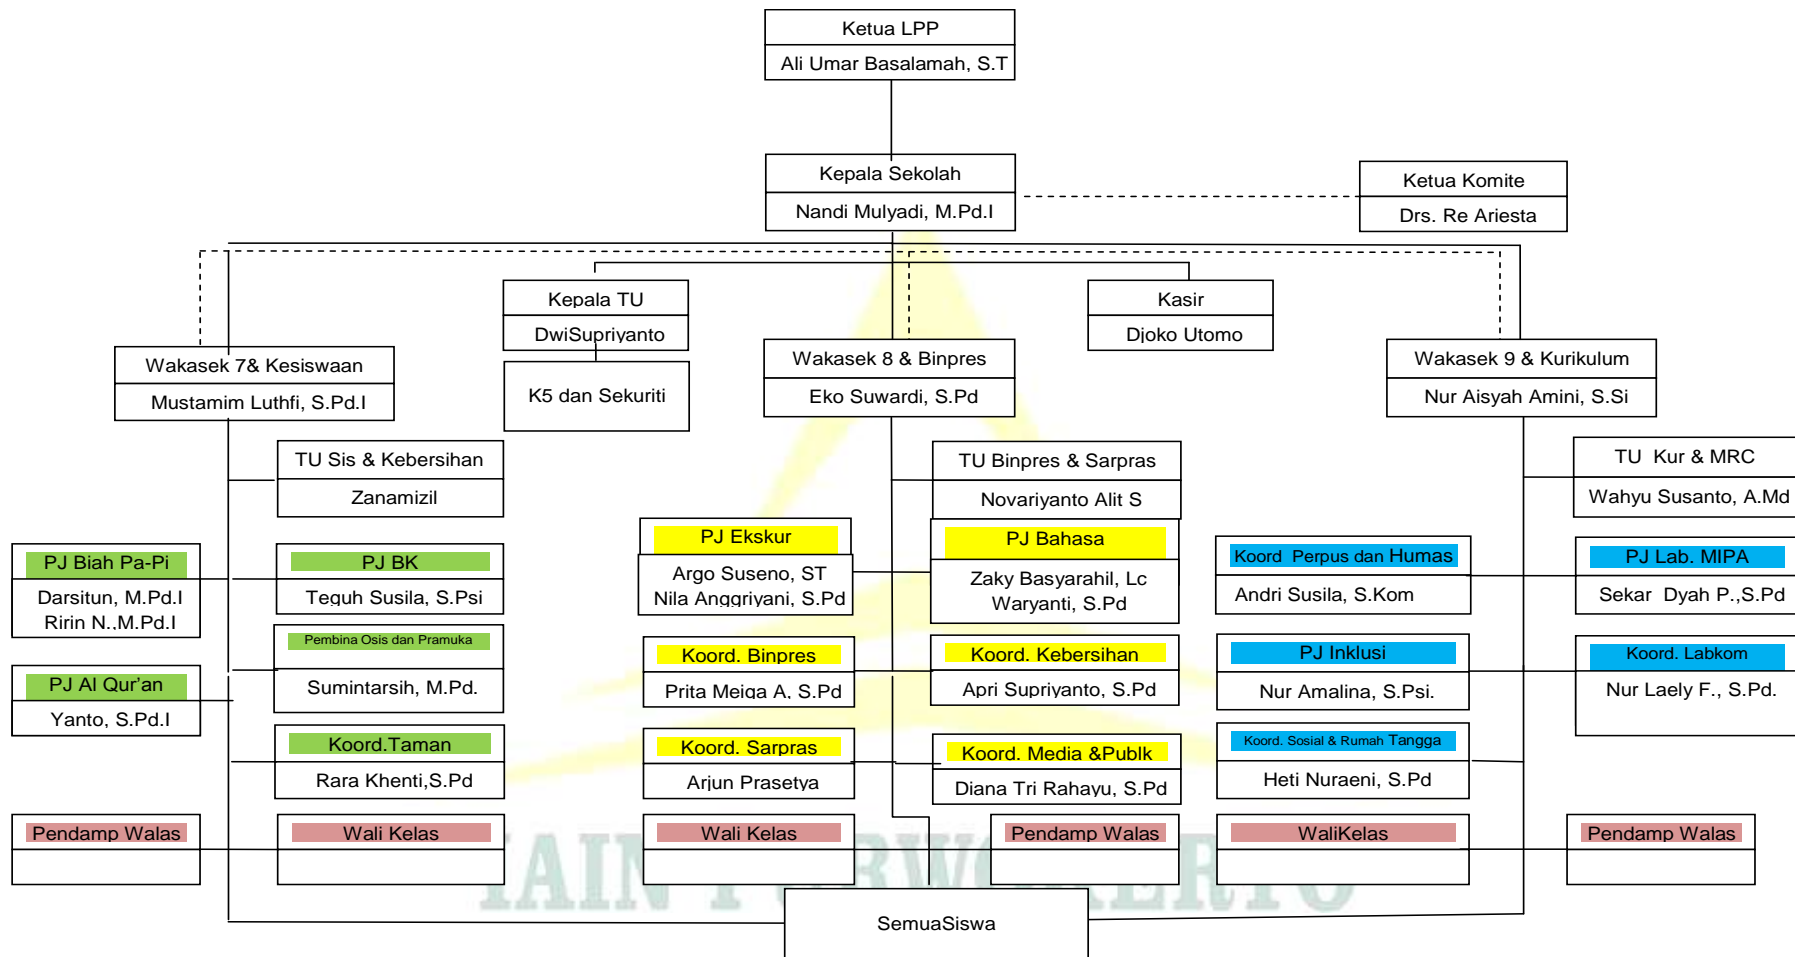 Ketua LPP
Ali Umar Basalamah, S.T
Kepala Sekolah
Nandi Mulyadi, M.Pd.I
Ketua Komite
Drs. Re Ariesta
Kepala TU
DwiSupriyanto
Kasir
Djoko Utomo
K5 dan Sekuriti
Wakasek 7& Kesiswaan
Mustamim Luthfi, S.Pd.I
Wakasek 8 & Binpres
Eko Suwardi, S.Pd
Wakasek 9 & Kurikulum
Nur Aisyah Amini, S.Si
TU Sis & Kebersihan
Zanamizil
TU Binpres & Sarpras
Novariyanto Alit S
TU Kur & MRC
Wahyu Susanto, A.Md
PJ Biah Pa-Pi
Darsitun, M.Pd.I
Ririn N.,M.Pd.I
PJ BK
Teguh Susila, S.Psi
PJ Ekskur
Argo Suseno, ST
Nila Anggriyani, S.Pd
PJ Bahasa
Zaky Basyarahil, Lc
Waryanti, S.Pd
Koord Perpus dan Humas
Andri Susila, S.Kom
PJ Lab. MIPA
Sekar Dyah P.,S.Pd
PJ Al Qur'an
Yanto, S.Pd.I
Pembina Osis dan Pramuka
Sumintarsih, M.Pd.
Koord. Binpres
Prita Meiga A, S.Pd
Koord. Kebersihan
Apri Supriyanto, S.Pd
PJ Inklusi
Nur Amalina, S.Psi.
Koord. Labkom
Nur Laely F., S.Pd.
Koord.Taman
Rara Khenti,S.Pd
Koord. Sarpras
Arjun Prasetya
Koord. Media &Publk
Diana Tri Rahayu, S.Pd
Koord. Sosial & Rumah Tangga
Heti Nuraeni, S.Pd
Pendamp Walas
Wali Kelas
Wali Kelas
Pendamp Walas
WaliKelas
Pendamp Walas
IAIN PURWOKERTO
SemuaSiswa